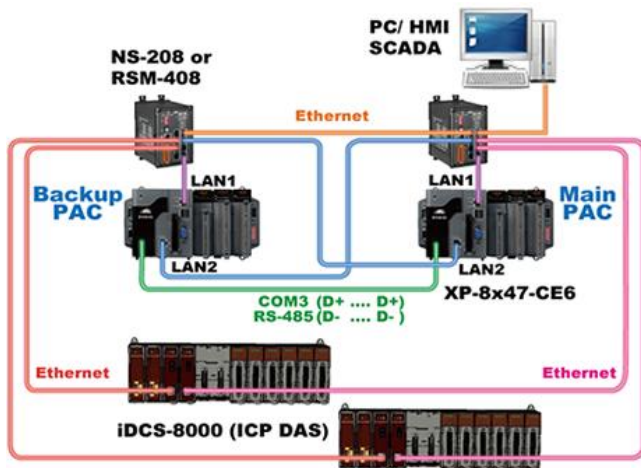 PC/ HMI
SCADA
NS-208 or
RSM-408
Ethernet
LAN1
LAN1
Backup
PAC
Main
PAC
LAN2
LAN2
COM3 (D+ .... D+)
RS-485 (D- .... D- )
XP-8x47-CE6
Ethernet
Ethernet
iDCS-8000 (ICP DAS)